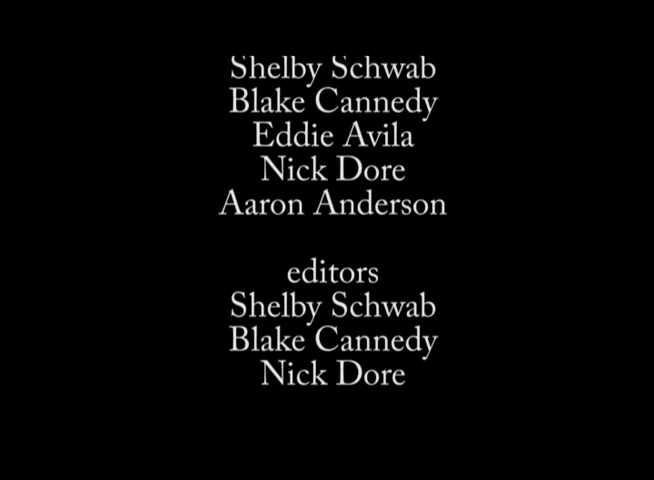 Shelby Schwab
Blake Cannedy
Eddie Avila
Nick Dore
Aaron Anderson
editors
Shelby Schwab
Blake Cannedy
Nick Dore